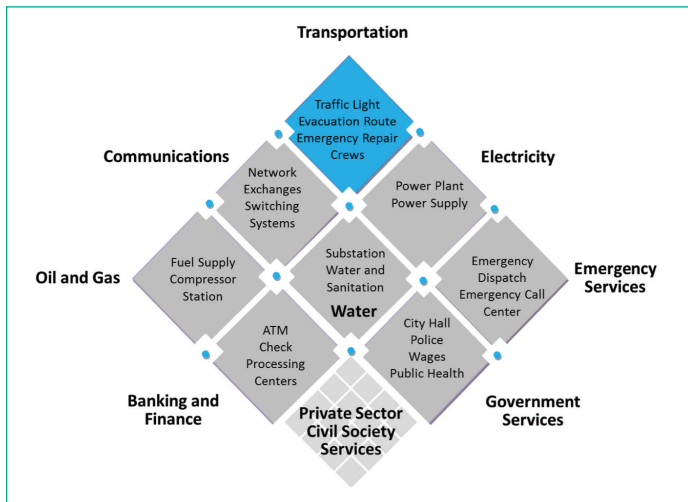 Transportation
Traffic Light
Evacuation Route
Emergency Repair
Crews
Communications
Electricity
Network
Exchanges
Switching
Systems
Power Plant
Power Supply
Oil and Gas
Fuel Supply
Compressor
Station
Substation
Water and
Sanitation
Water
Emergency
Dispatch
Emergency Call
Center
Emergency
Services
ATM
Check
Processing
Centers
City Hall
Police
Wages
Public Health
Banking and
Finance
Private Sector
Civil Society
Services
Government
Services